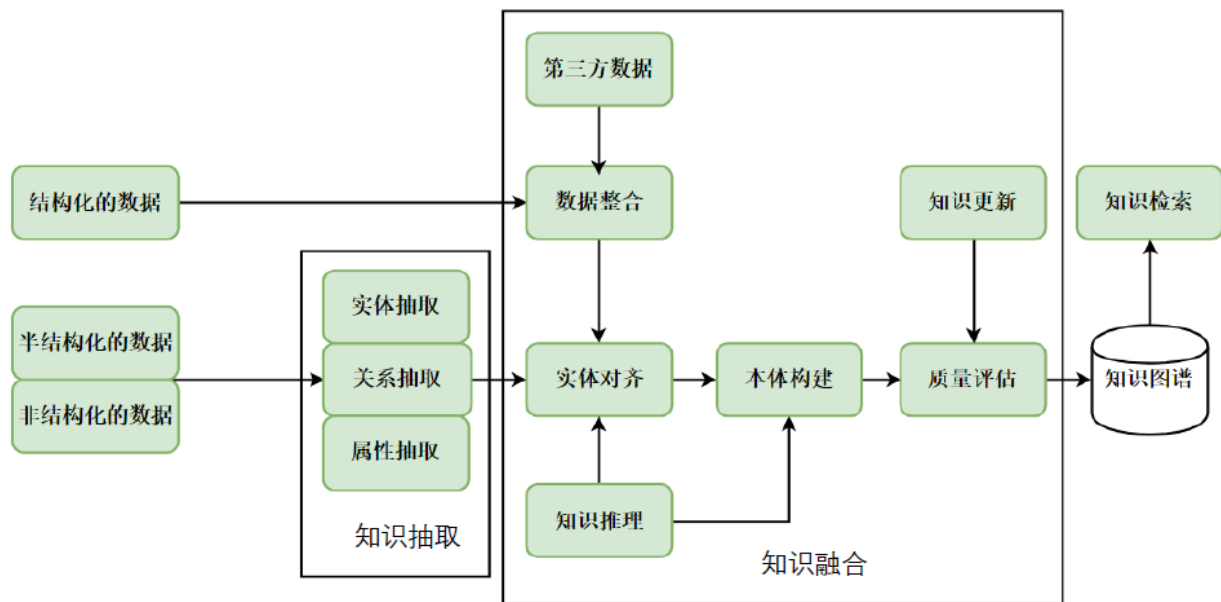 第三方数据
结构化的数据
数据整合
知识更新
知识检索
实体抽取
半结构化的数据
关系抽取
实体对齐
本体构建
质量评估
知识图谱
非结构化的数据
属性抽取
知识推理
知识抽取
知识融合